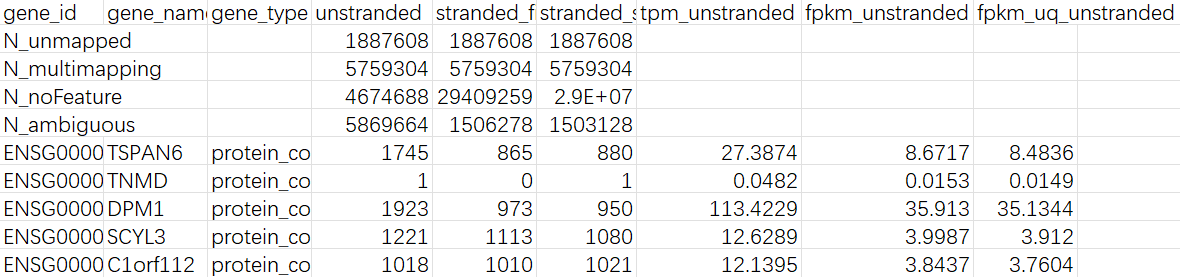 gene_id gene_name gene_type unstranded stranded_f stranded_s tpm_unstranded fpkm_unstranded fpkm_uq_unstranded
N_unmapped 1887608 1887608 1887608
N_multimapping 5759304 5759304 5759304
N_noFeature 4674688 29409259 2.9E+07
N_ambiguous 5869664 1506278 1503128
ENSG0000 TSPAN6 protein_co 1745 865 880 27.3874 8.6717 8.4836
ENSG0000 TNMD protein_co 1 0 1 0.0482 0.0153 0.0149
ENSG0000 DPM1 protein_co 1923 973 950 113.4229 35.913 35.1344
ENSG0000 SCYL3 protein_co 1221 1113 1080 12.6289 3.9987 3.912
ENSG0000 C1orf112 protein_co 1018 1010 1021 12.1395 3.8437 3.7604